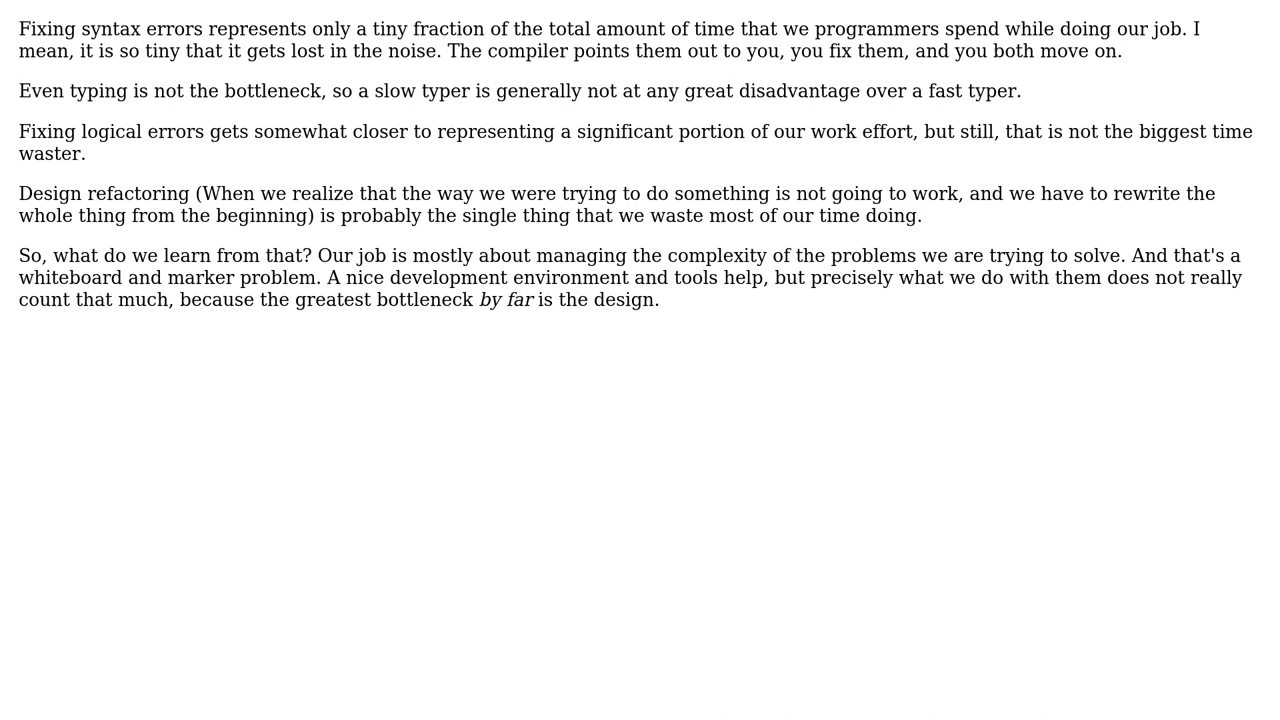 Fixing syntax errors represents only a tiny fraction of the total amount of time that we programmers spend while doing our job. I
mean, it is so tiny that it gets lost in the noise. The compiler points them out to you, you fix them, and you both move on.
Even typing is not the bottleneck, so a slow typer is generally not at any great disadvantage over a fast typer.
Fixing logical errors gets somewhat closer to representing a significant portion of our work effort, but still, that is not the biggest time
waster.
Design refactoring (When we realize that the way we were trying to do something is not going to work, and we have to rewrite the
whole thing from the beginning) is probably the single thing that we waste most of our time doing.
So, what do we learn from that? Our job is mostly about managing the complexity of the problems we are trying to solve. And that's a
whiteboard and marker problem. A nice development environment and tools help, but precisely what we do with them does not really
count that much, because the greatest bottleneck by far is the design.